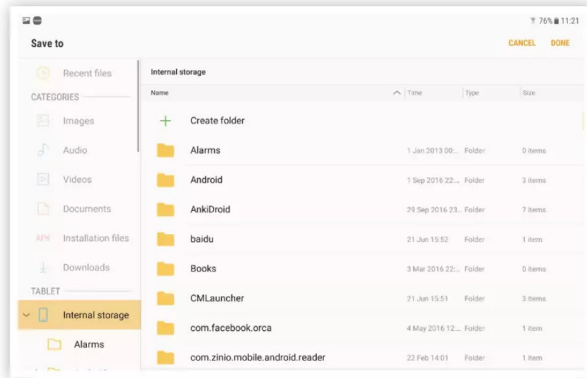 76% 11:21
Save to
CANCEL DONE
Recent files
CATEGORIES
Images
Audio
Videos
Documents
APK Installation files
Downloads
TABLET
Internal storage
Alarms
Internal storage
Name Time Type Size
Create folder
Alarms 1 Jan 2013 00:... Folder 0 items
Android 1 Sep 2016 22:... Folder 3 items
AnkiDroid 29 Sep 2016 23... Folder 7 items
baidu 21 Jun 15:52 Folder 1 item
Books 3 Mar 2016 22:... Folder 0 items
CMLauncher 21 Jun 15:51 Folder 3 items
com.facebook.orca 4 May 2016 12:... Folder 1 item
com.zinio.mobile.android.reader 22 Feb 14:01 Folder 1 item